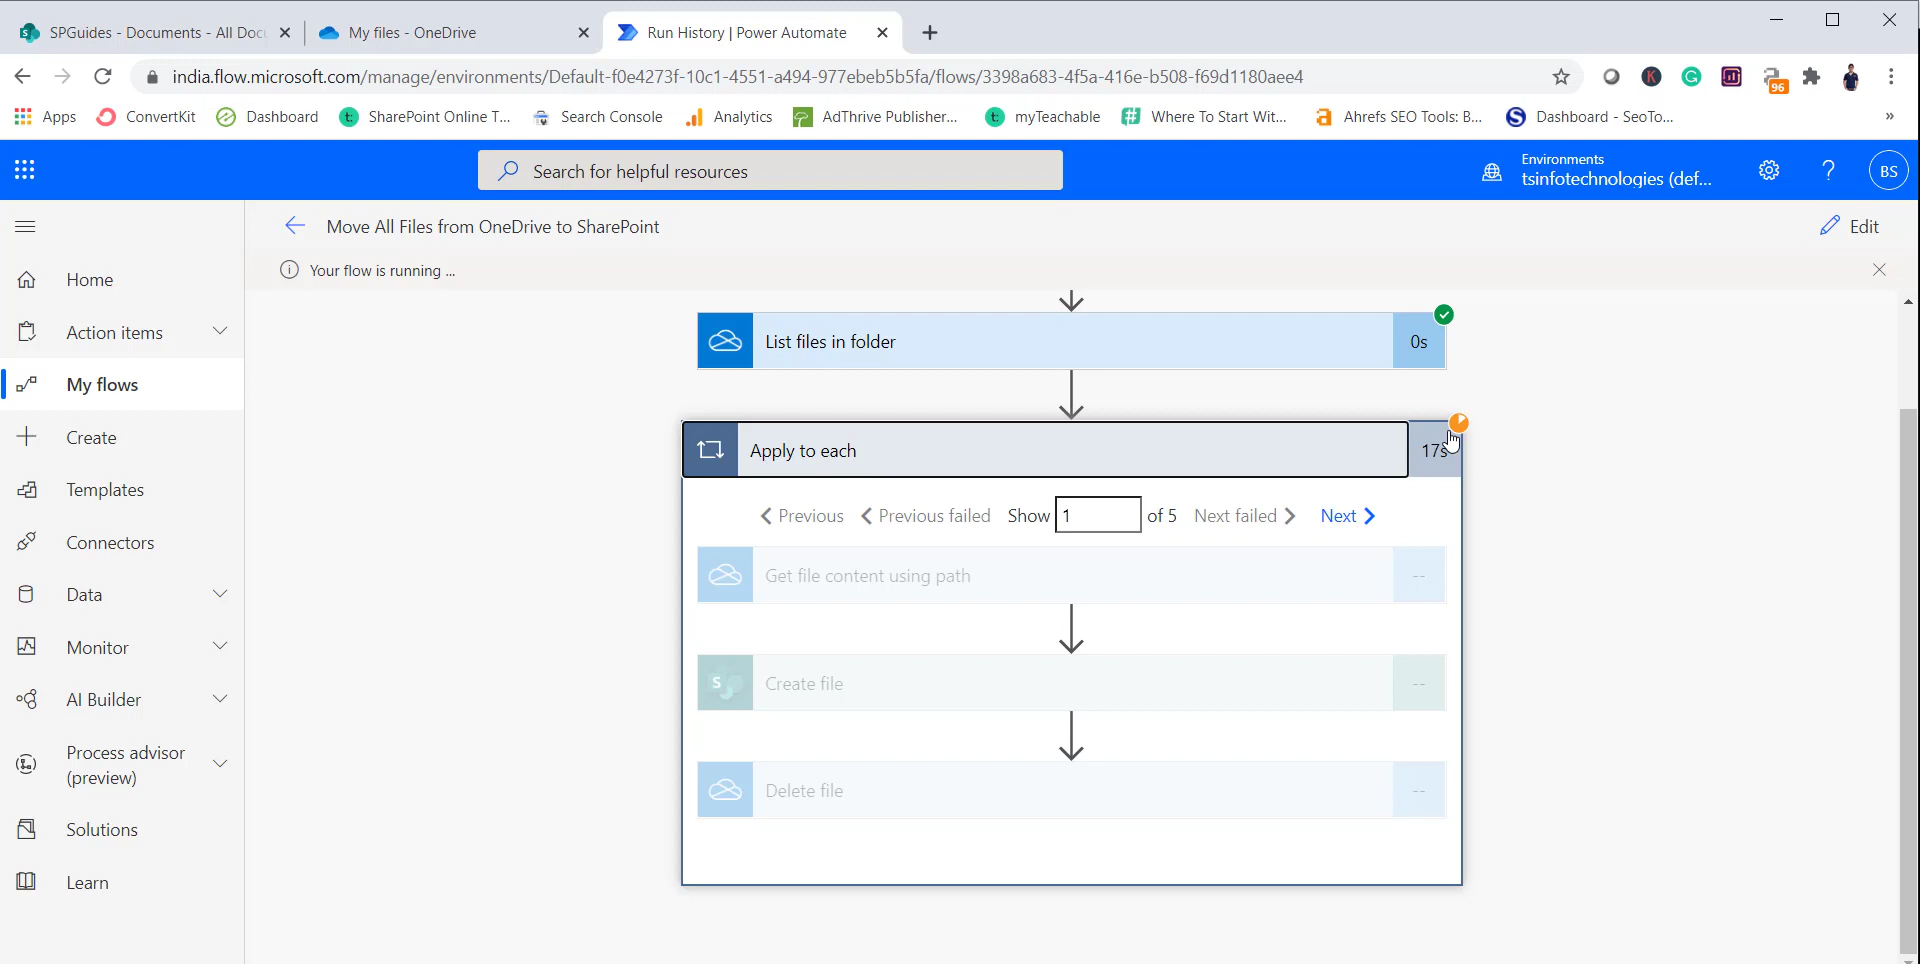 SPGuides - Documents - All Docu
My files - OneDrive
Run History | Power Automate
india.flow.microsoft.com/manage/environments/Default-f0e4273f-10c1-4551-a494-977ebeb5b5fa/flows/3398a683-4f5a-416e-b508-f69d1180aee4
K
G
96
Apps
ConvertKit
Dashboard
t: SharePoint Online T...
Search Console
Analytics
AdThrive Publisher...
t: myTeachable
Where To Start Wit...
a Ahrefs SEO Tools: B...
S Dashboard - SeoTo...
»
Search for helpful resources
Environments
tsinfotechnologies (def...
?
BS
Move All Files from OneDrive to SharePoint
Edit
Your flow is running ...
Home
Action items
My flows
Create
Templates
Connectors
Data
Monitor
AI Builder
Process advisor
(preview)
Solutions
Learn
List files in folder
0s
Apply to each
17s
Previous
Previous failed
Show 1 of 5
Next failed
Next
Get file content using path
--
S
Create file
--
Delete file
--